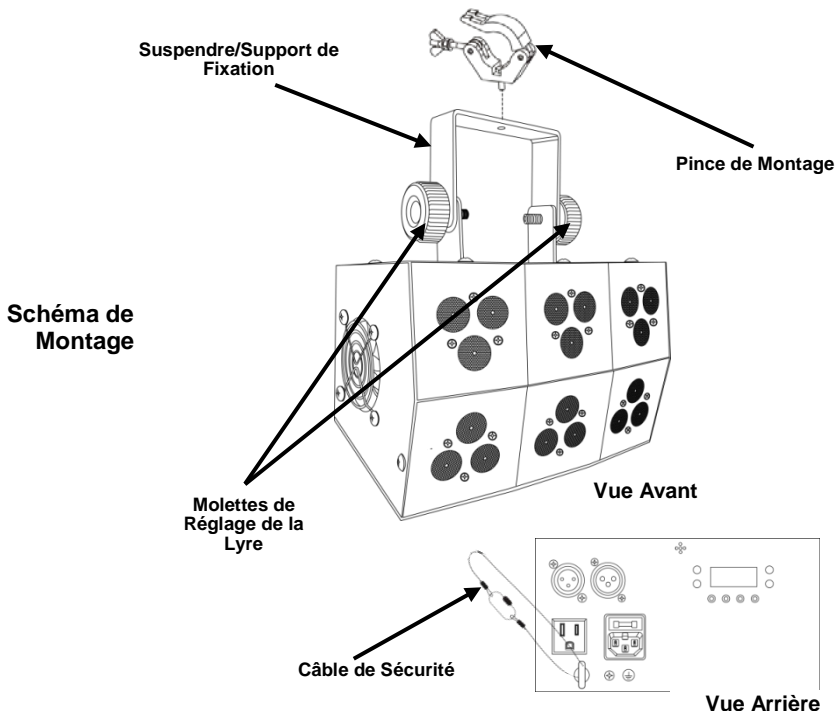 Suspendre/Support de
Fixation
Pince de Montage
Schéma de
Montage
Molettes de
Réglage de la
Lyre
Vue Avant
Câble de Sécurité
Vue Arrière